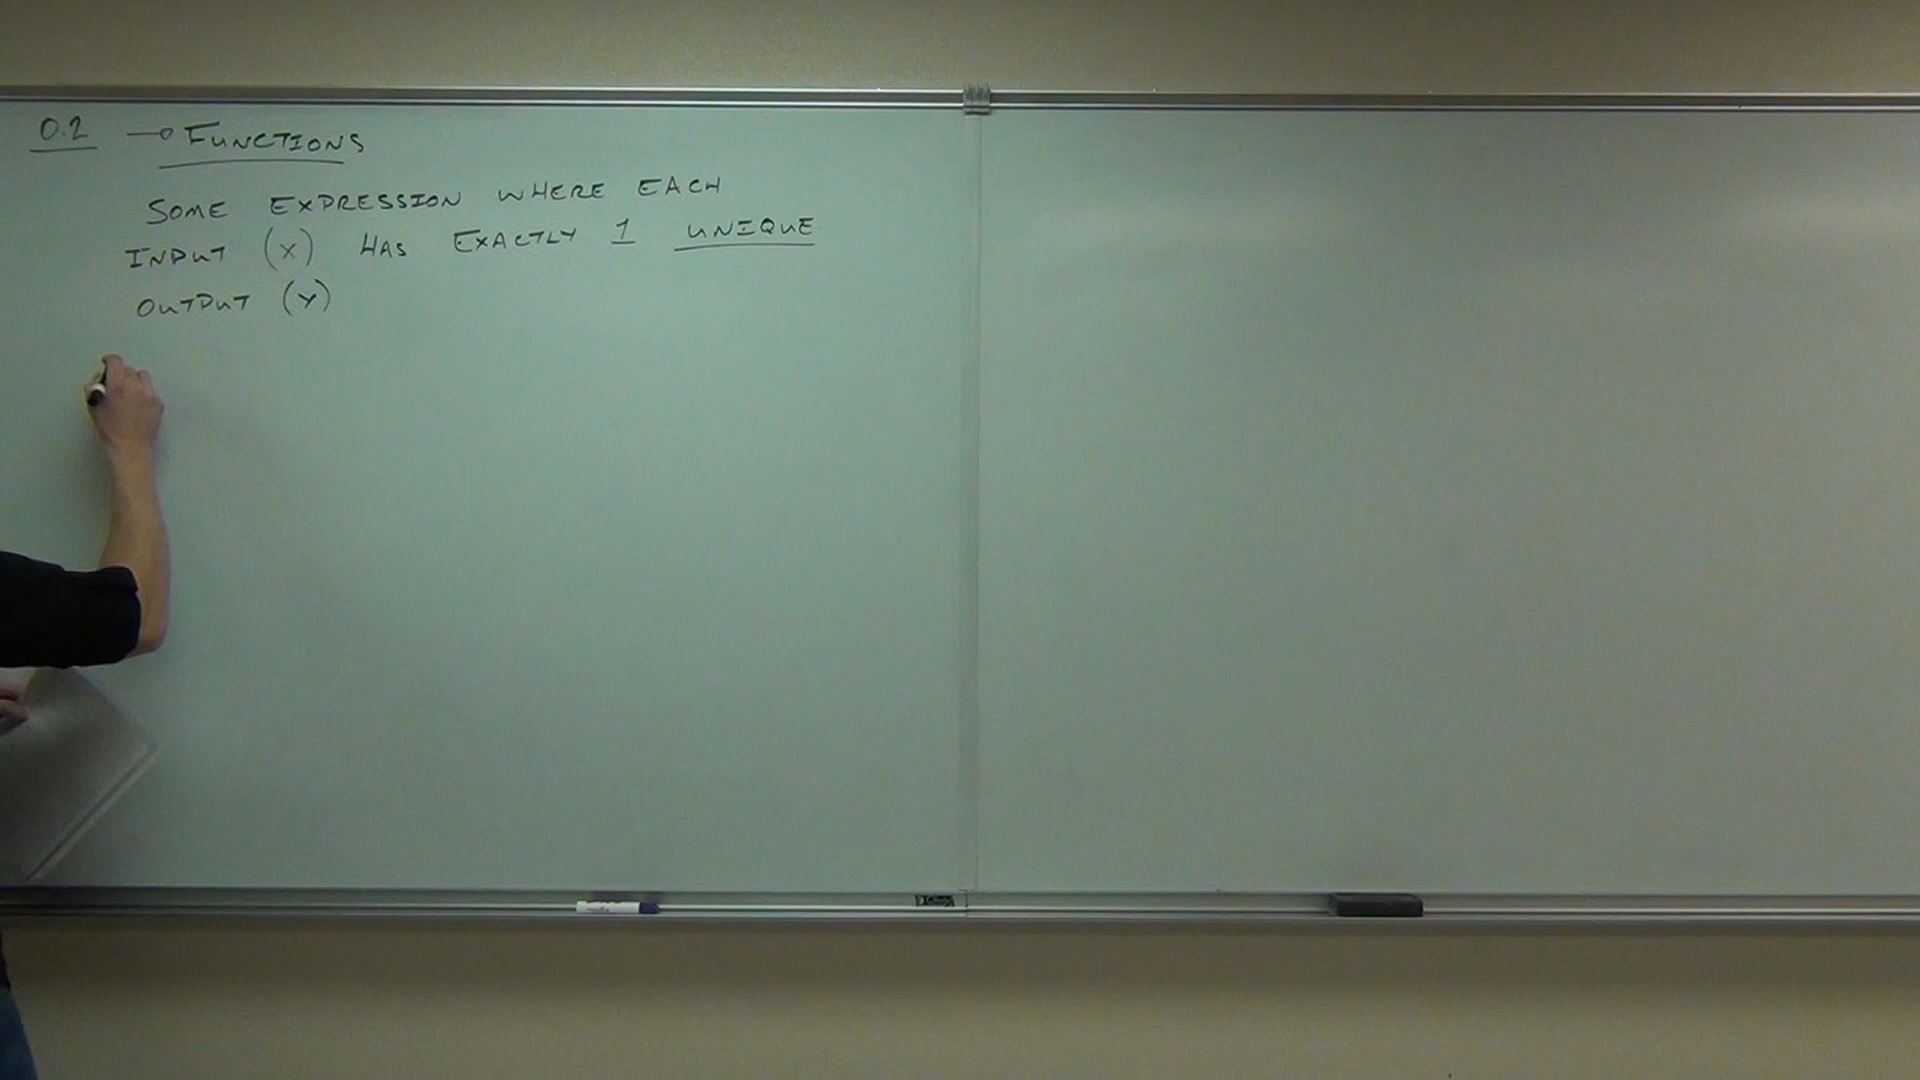 0.2 → FUNCTIONS
SOME EXPRESSION WHERE EACH
INPUT (X) HAS EXACTLY 1 UNIQUE
OUTPUT (Y)